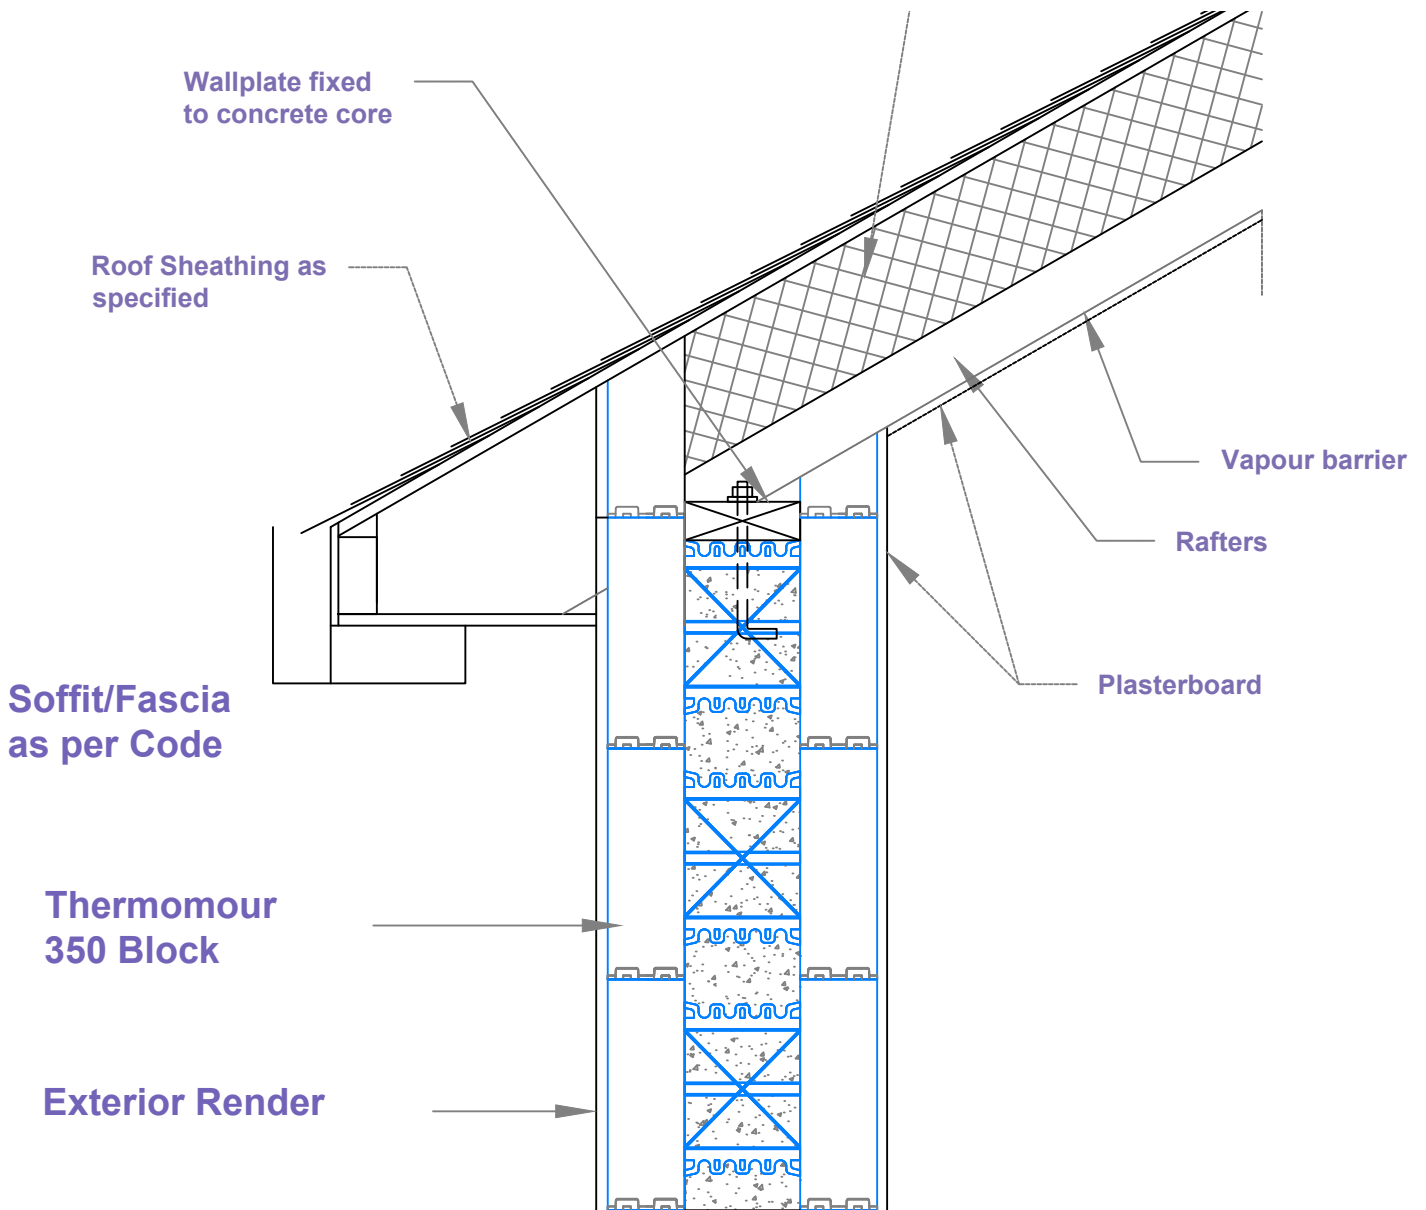 Wallplate fixed
to concrete core
Roof Sheathing as
specified
Vapour barrier
Rafters
Plasterboard
Soffit/Fascia
as per Code
Thermomour
350 Block
Exterior Render